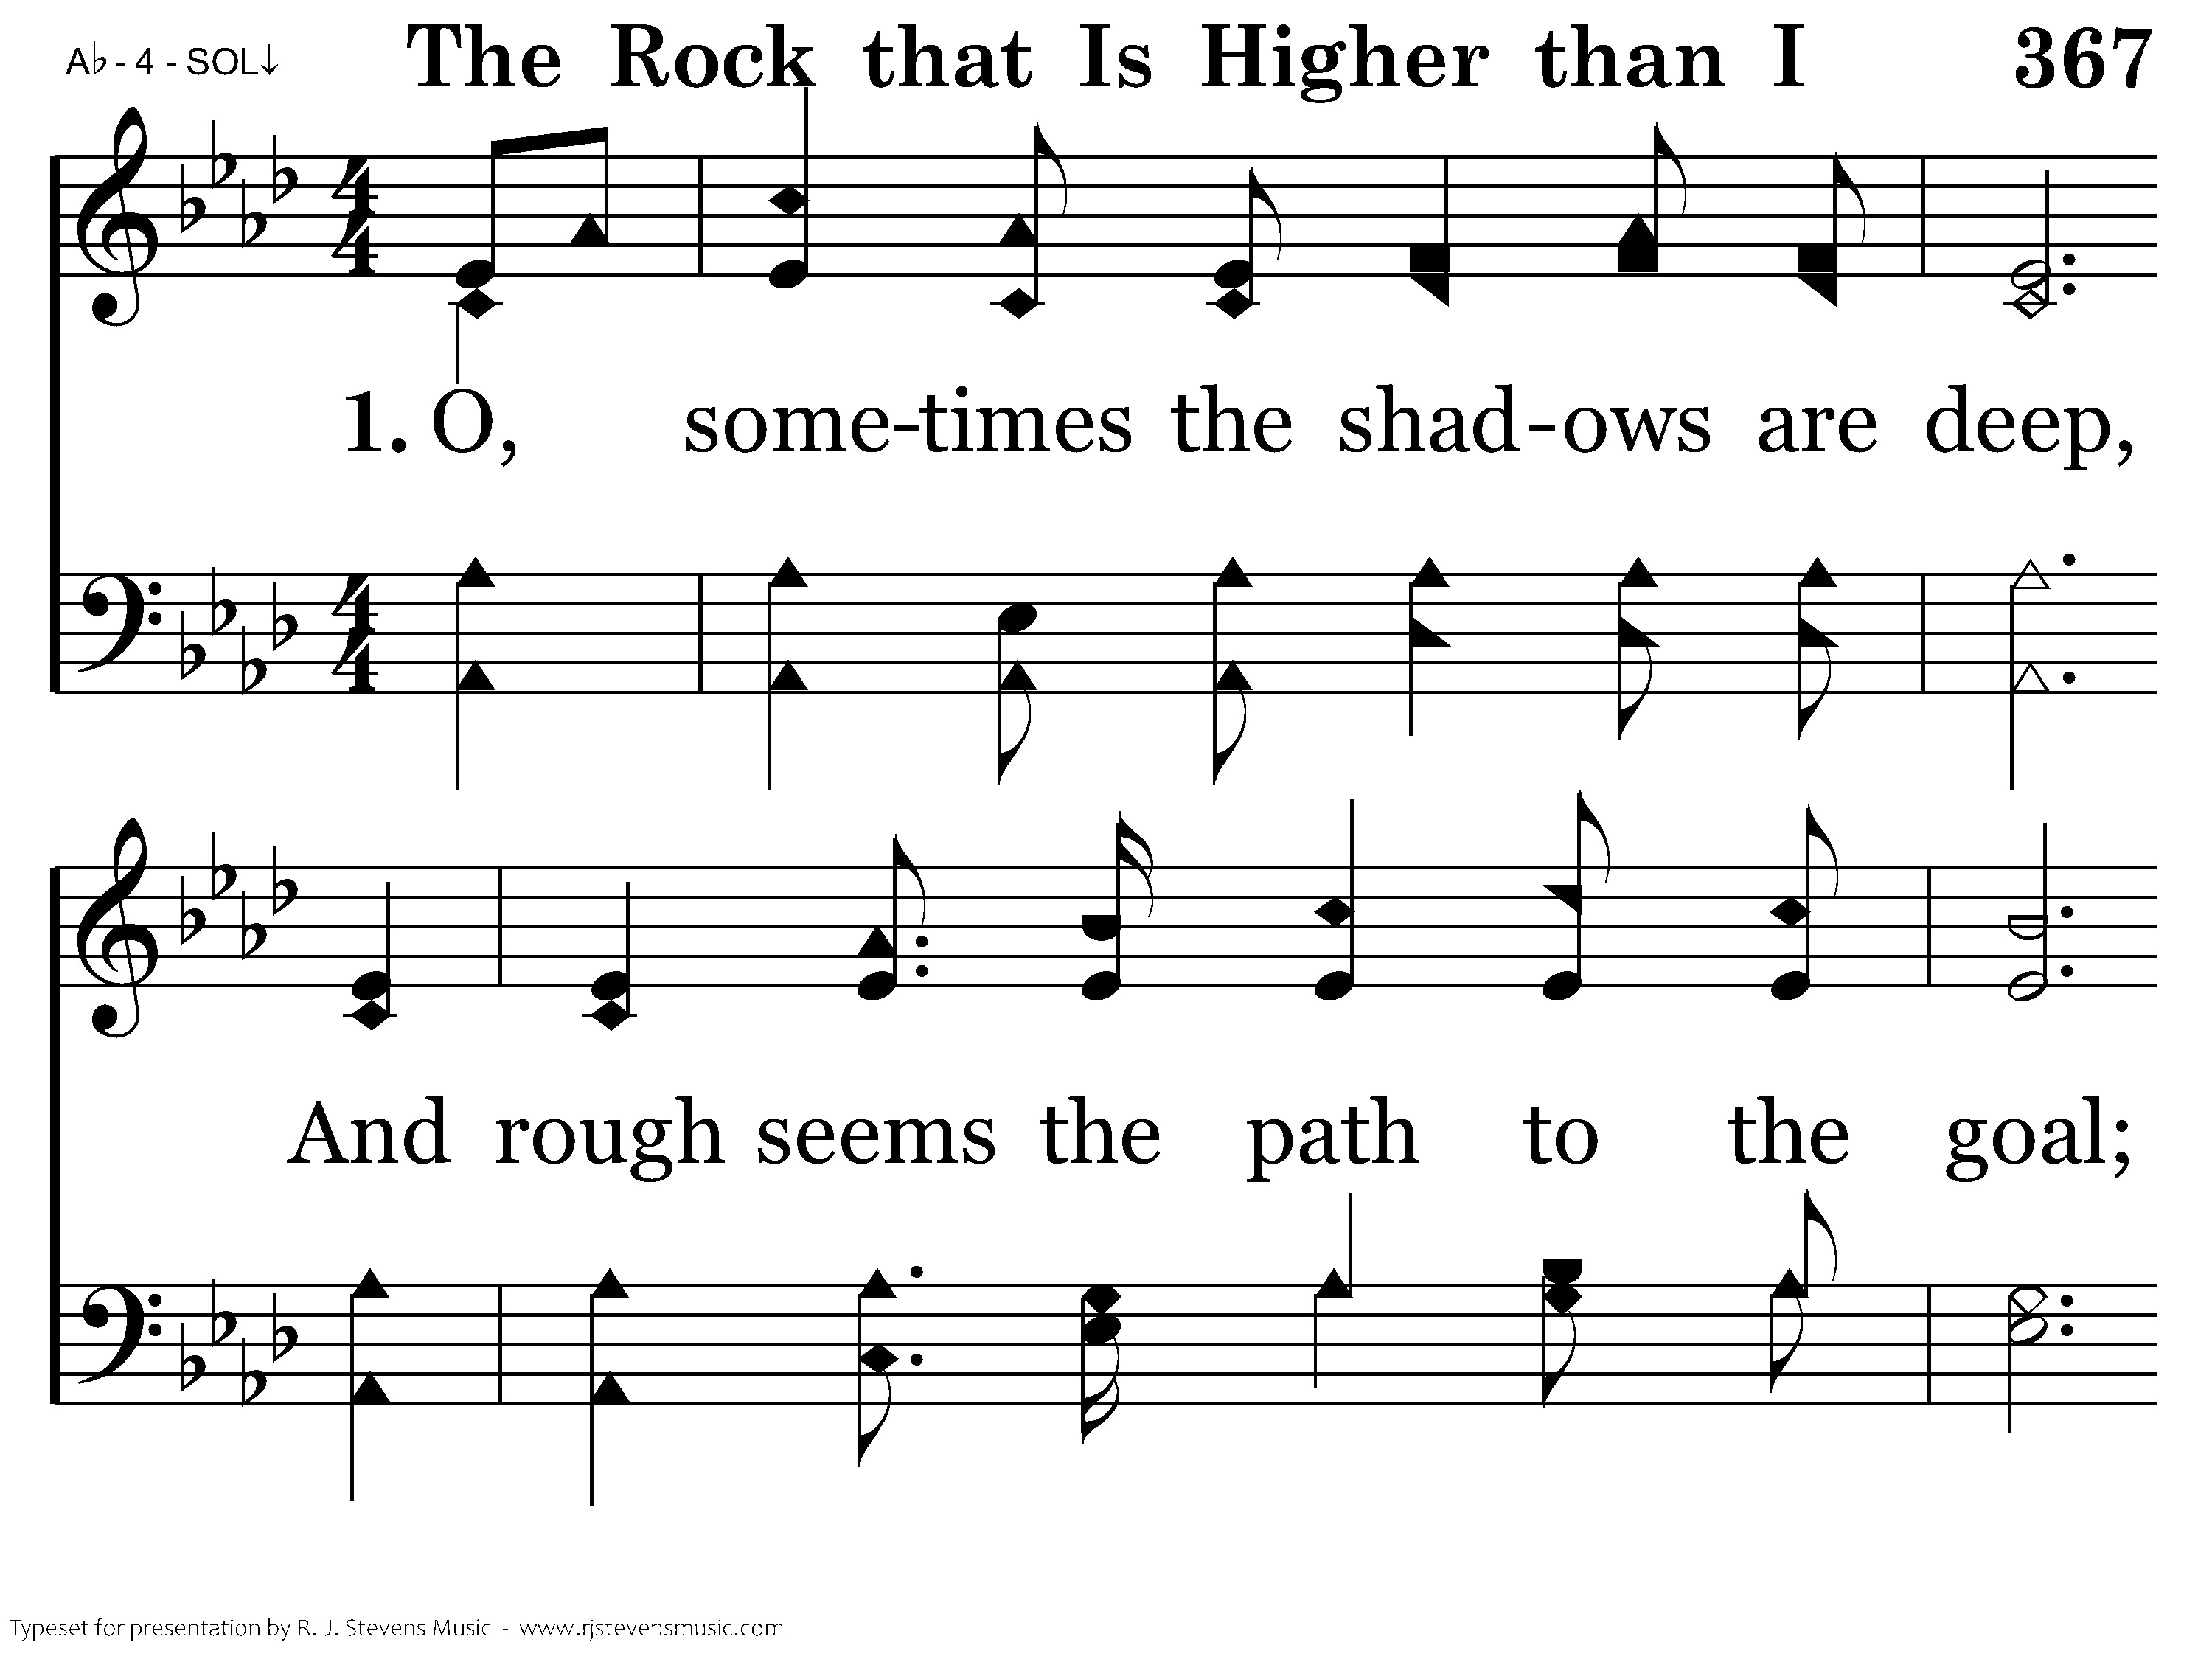 A♭ - 4 - SOL↓ The Rock that Is Higher than I 367
1. O, some-times the shad-ows are deep,
And rough seems the path to the goal;
Typeset for presentation by R. J. Stevens Music - www.rjstevensmusic.com